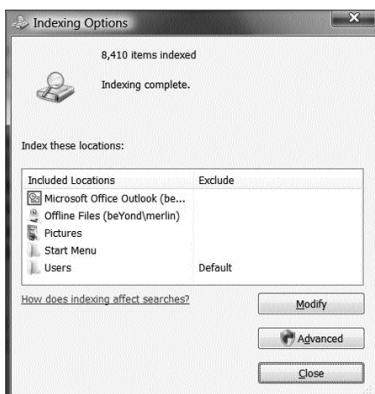 Indexing Options
8,410 items indexed
Indexing complete.
Index these locations:
Included Locations Exclude
Microsoft Office Outlook (be...
Offline Files (beYond\merlin)
Pictures
Start Menu
Users Default
How does indexing affect searches?
Modify
Advanced
Close